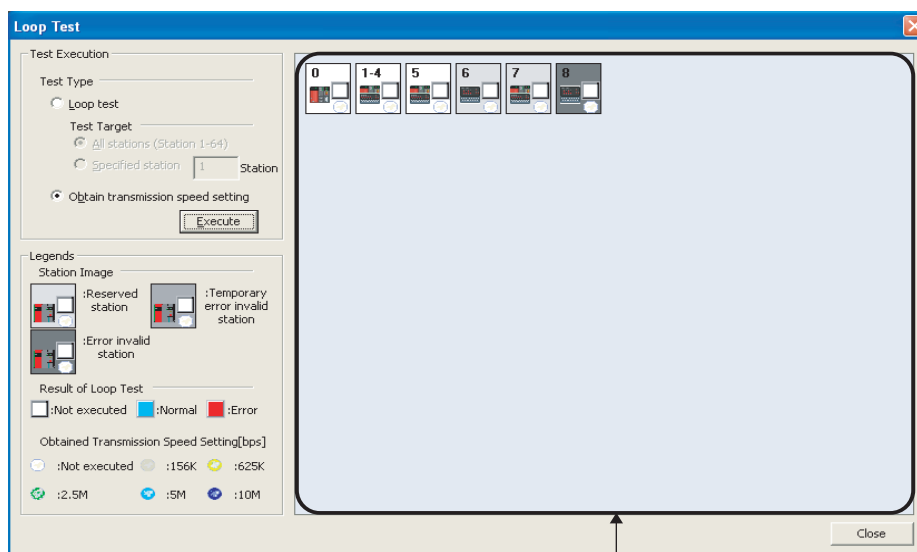 Loop Test
Test Execution
Test Type
Loop test
Test Target
All stations (Station 1-64)
Specified station 1 Station
Obtain transmission speed setting
Execute
Legends
Station Image
:Reserved station
:Temporary error invalid station
:Error invalid station
Result of Loop Test
:Not executed :Normal :Error
Obtained Transmission Speed Setting[bps]
:Not executed :156K :625K
:2.5M :5M :10M
0 1-4 5 6 7 8
Close